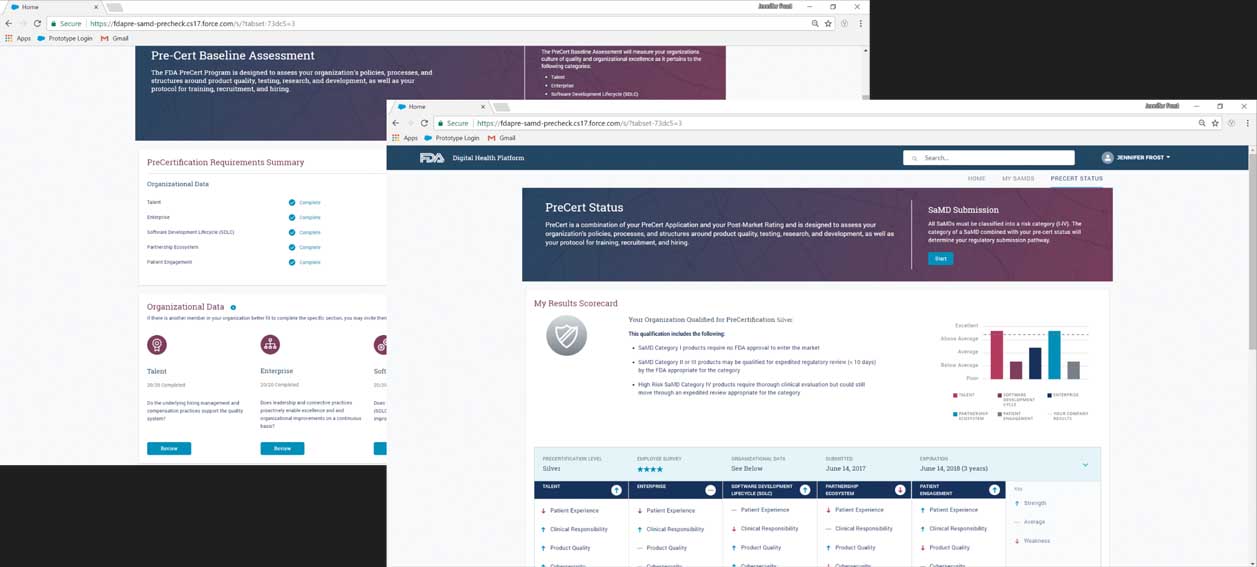 Home
Jennifer Frost
Secure
https://fdapre-samd-precheck.cs17.force.com/s/?tabset-73dc5=3
Apps
Prototype Login
Gmail
Pre-Cert Baseline Assessment
The FDA PreCert Program is designed to assess your organization's policies, processes, and
structures around product quality, testing, research, and development, as well as your
protocol for training, recruitment, and hiring.
The PreCert Baseline Assessment will measure your organizations
culture of quality and organizational excellence as it pertains to the
following categories:
• Talent
• Enterprise
• Software Development Lifecycle (SDLC)
PreCertification Requirements Summary
Organizational Data
Talent Complete
Enterprise Complete
Software Development Lifecycle (SDLC) Complete
Partnership Ecosystem Complete
Patient Engagement Complete
Organizational Data
If there is another member in your organization better fit to complete the specific section, you may invite them
Talent
20/20 Completed
Do the underlying hiring management and
compensation practices support the quality
system?
Review
Enterprise
20/20 Completed
Does leadership and connective practices
proactively enable excellence and and
organizational improvements on a continuous
basis?
Review
Soft
20/20
Does
(SDLC)
Home
Jennifer Frost
Secure
https://fdapre-samd-precheck.cs17.force.com/s/?tabset-73dc5=3
Apps
Prototype Login
Gmail
FDA Digital Health Platform
Search...
JENNIFER FROST
HOME MY SAMDS PRECERT STATUS
PreCert Status
PreCert is a combination of your PreCert Application and your Post-Market Rating and is designed to assess your
organization's policies, processes, and structures around product quality, testing, research, and development, as well as
your protocol for training, recruitment, and hiring.
SaMD Submission
All SaMDs must be classified into a risk category (I-IV). The
category of a SaMD combined with your pre-cert status will
determine your regulatory submission pathway.
Start
My Results Scorecard
Your Organization Qualified for PreCertification Silver.
This qualification includes the following:
• SaMD Category I products require no FDA approval to enter the market
• SaMD Category II or III products may be qualified for expedited regulatory review (< 10 days)
by the FDA appropriate for the category
• High Risk SaMD Category IV products require thorough clinical evaluation but could still
move through an expedited review appropriate for the category
Excellent
Above Average
Average
Below Average
Poor
TALENT
SOFTWARE
DEVELOPMENT
CYCLE
ENTERPRISE
PARTNERSHIP
ECOSYSTEM
PATIENT
ENGAGEMENT
YOUR COMPANY
RESULTS
PRECERTIFICATION LEVEL
Silver
EMPLOYEE SURVEY
ORGANIZATIONAL DATA
See Below
SUBMITTED
June 14, 2017
EXPIRATION
June 14, 2018 (3 years)
TALENT
Patient Experience
Clinical Responsibility
Product Quality
Cybersecurity
ENTERPRISE
Patient Experience
Clinical Responsibility
Product Quality
Cybersecurity
SOFTWARE DEVELOPMENT
LIFECYCLE (SDLC)
Patient Experience
Clinical Responsibility
Product Quality
Cybersecurity
PARTNERSHIP
ECOSYSTEM
Patient Experience
Clinical Responsibility
Product Quality
Cybersecurity
PATIENT
ENGAGEMENT
Patient Experience
Clinical Responsibility
Product Quality
Cybersecurity
Strength
Average
Weakness